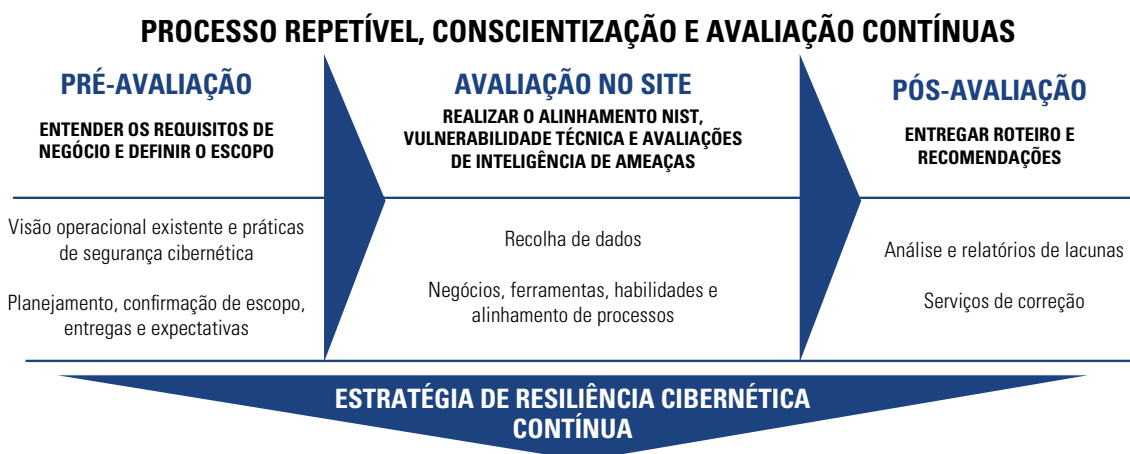 PROCESSO REPETÍVEL, CONSCIENTIZAÇÃO E AVALIAÇÃO CONTÍNUAS
PRÉ-AVALIAÇÃO
ENTENDER OS REQUISITOS DE
NEGÓCIO E DEFINIR O ESCOPO
Visão operacional existente e práticas
de segurança cibernética
Planejamento, confirmação de escopo,
entregas e expectativas
AVALIAÇÃO NO SITE
REALIZAR O ALINHAMENTO NIST,
VULNERABILIDADE TÉCNICA E AVALIAÇÕES
DE INTELIGÊNCIA DE AMEAÇAS
Recolha de dados
Negócios, ferramentas, habilidades e
alinhamento de processos
PÓS-AVALIAÇÃO
ENTREGAR ROTEIRO E
RECOMENDAÇÕES
Análise e relatórios de lacunas
Serviços de correção
ESTRATÉGIA DE RESILIÊNCIA CIBERNÉTICA
CONTÍNUA